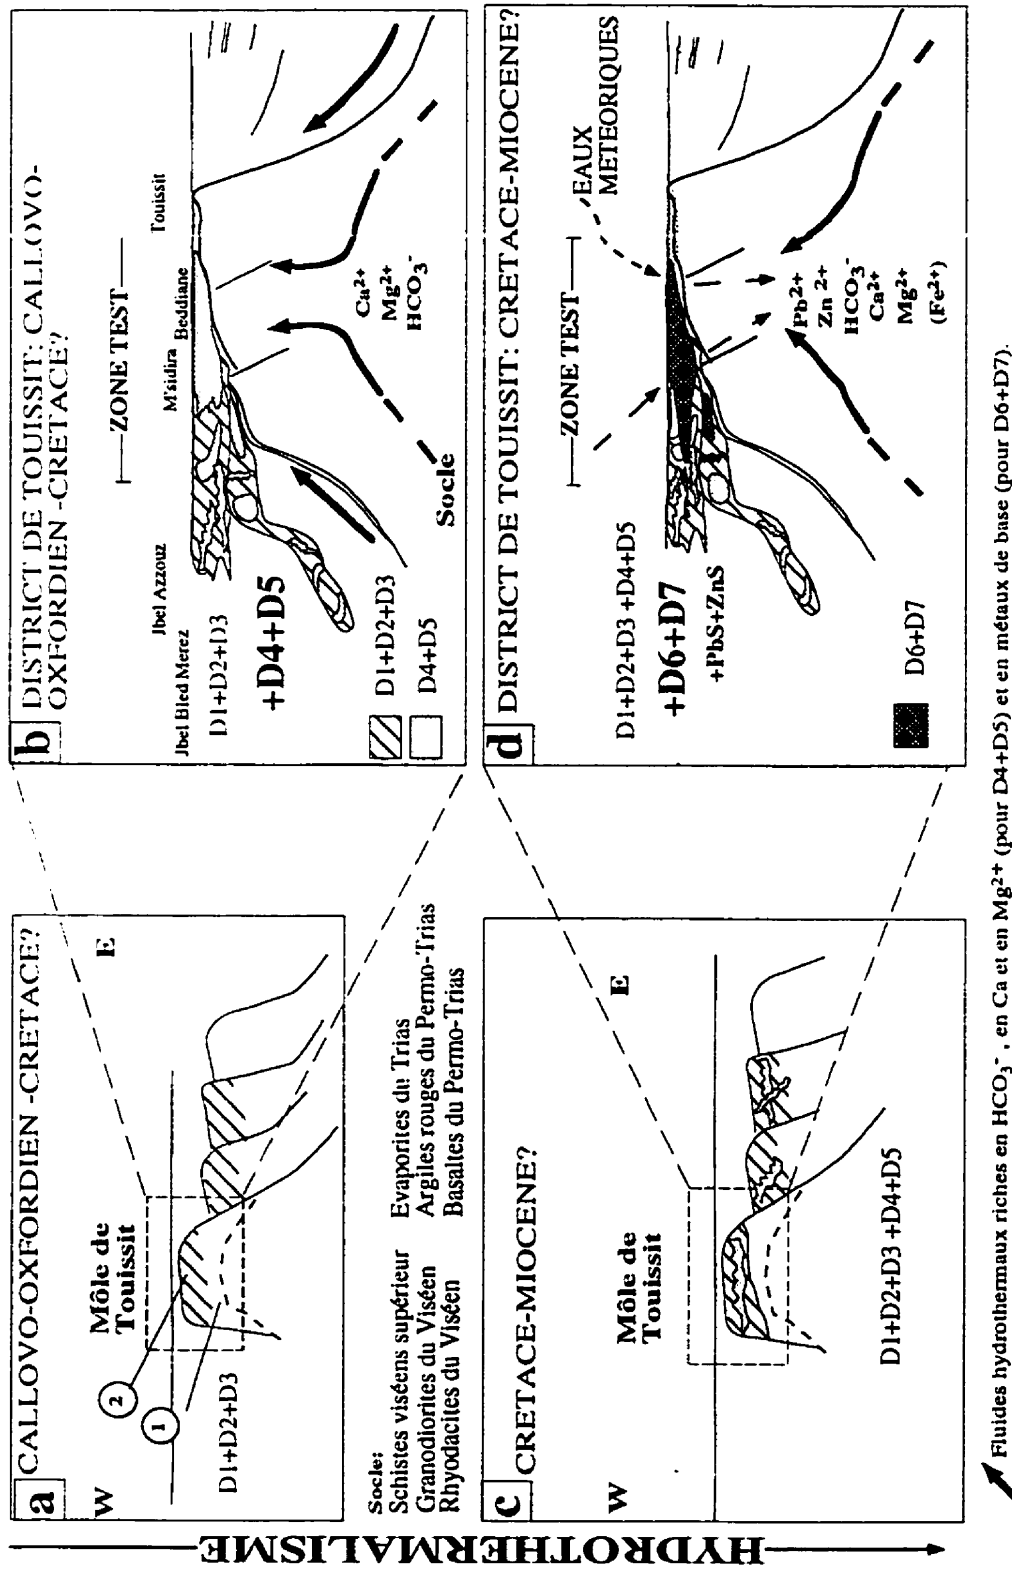 HYDROTHERMALISME
a
CALLOVO-OXFORDIEN -CRETACE?
W
E
Môle de
Touissit
2
1
D1+D2+D3
Socle:
Schistes viséens supérieur
Granodiorites du Viséen
Rhyodacites du Viséen
Evaporites du Trias
Argiles rouges du Permo-Trias
Basaltes du Permo-Trias
b
DISTRICT DE TOUISSIT: CALLOVO-
OXFORDIEN -CRETACE?
ZONE TEST
Jbel Bled Merez
Jbel Azzouz
M'sidira
Beddiane
Touissit
D1+D2+D3
+D4+D5
Ca2+
Mg2+
HCO3-
D1+D2+D3
D4+D5
Socle
c
CRETACE-MIOCENE?
W
E
Môle de
Touissit
D1+D2+D3 +D4+D5
d
DISTRICT DE TOUISSIT: CRETACE-MIOCENE?
ZONE TEST
EAUX
METEORIQUES
D1+D2+D3 +D4+D5
+D6+D7
+PbS+ZnS
Pb2+
Zn 2+
HCO3-
Ca2+
Mg2+
(Fe2+)
D6+D7
Fluides hydrothermaux riches en HCO3-, en Ca et en Mg2+ (pour D4+D5) et en métaux de base (pour D6+D7).